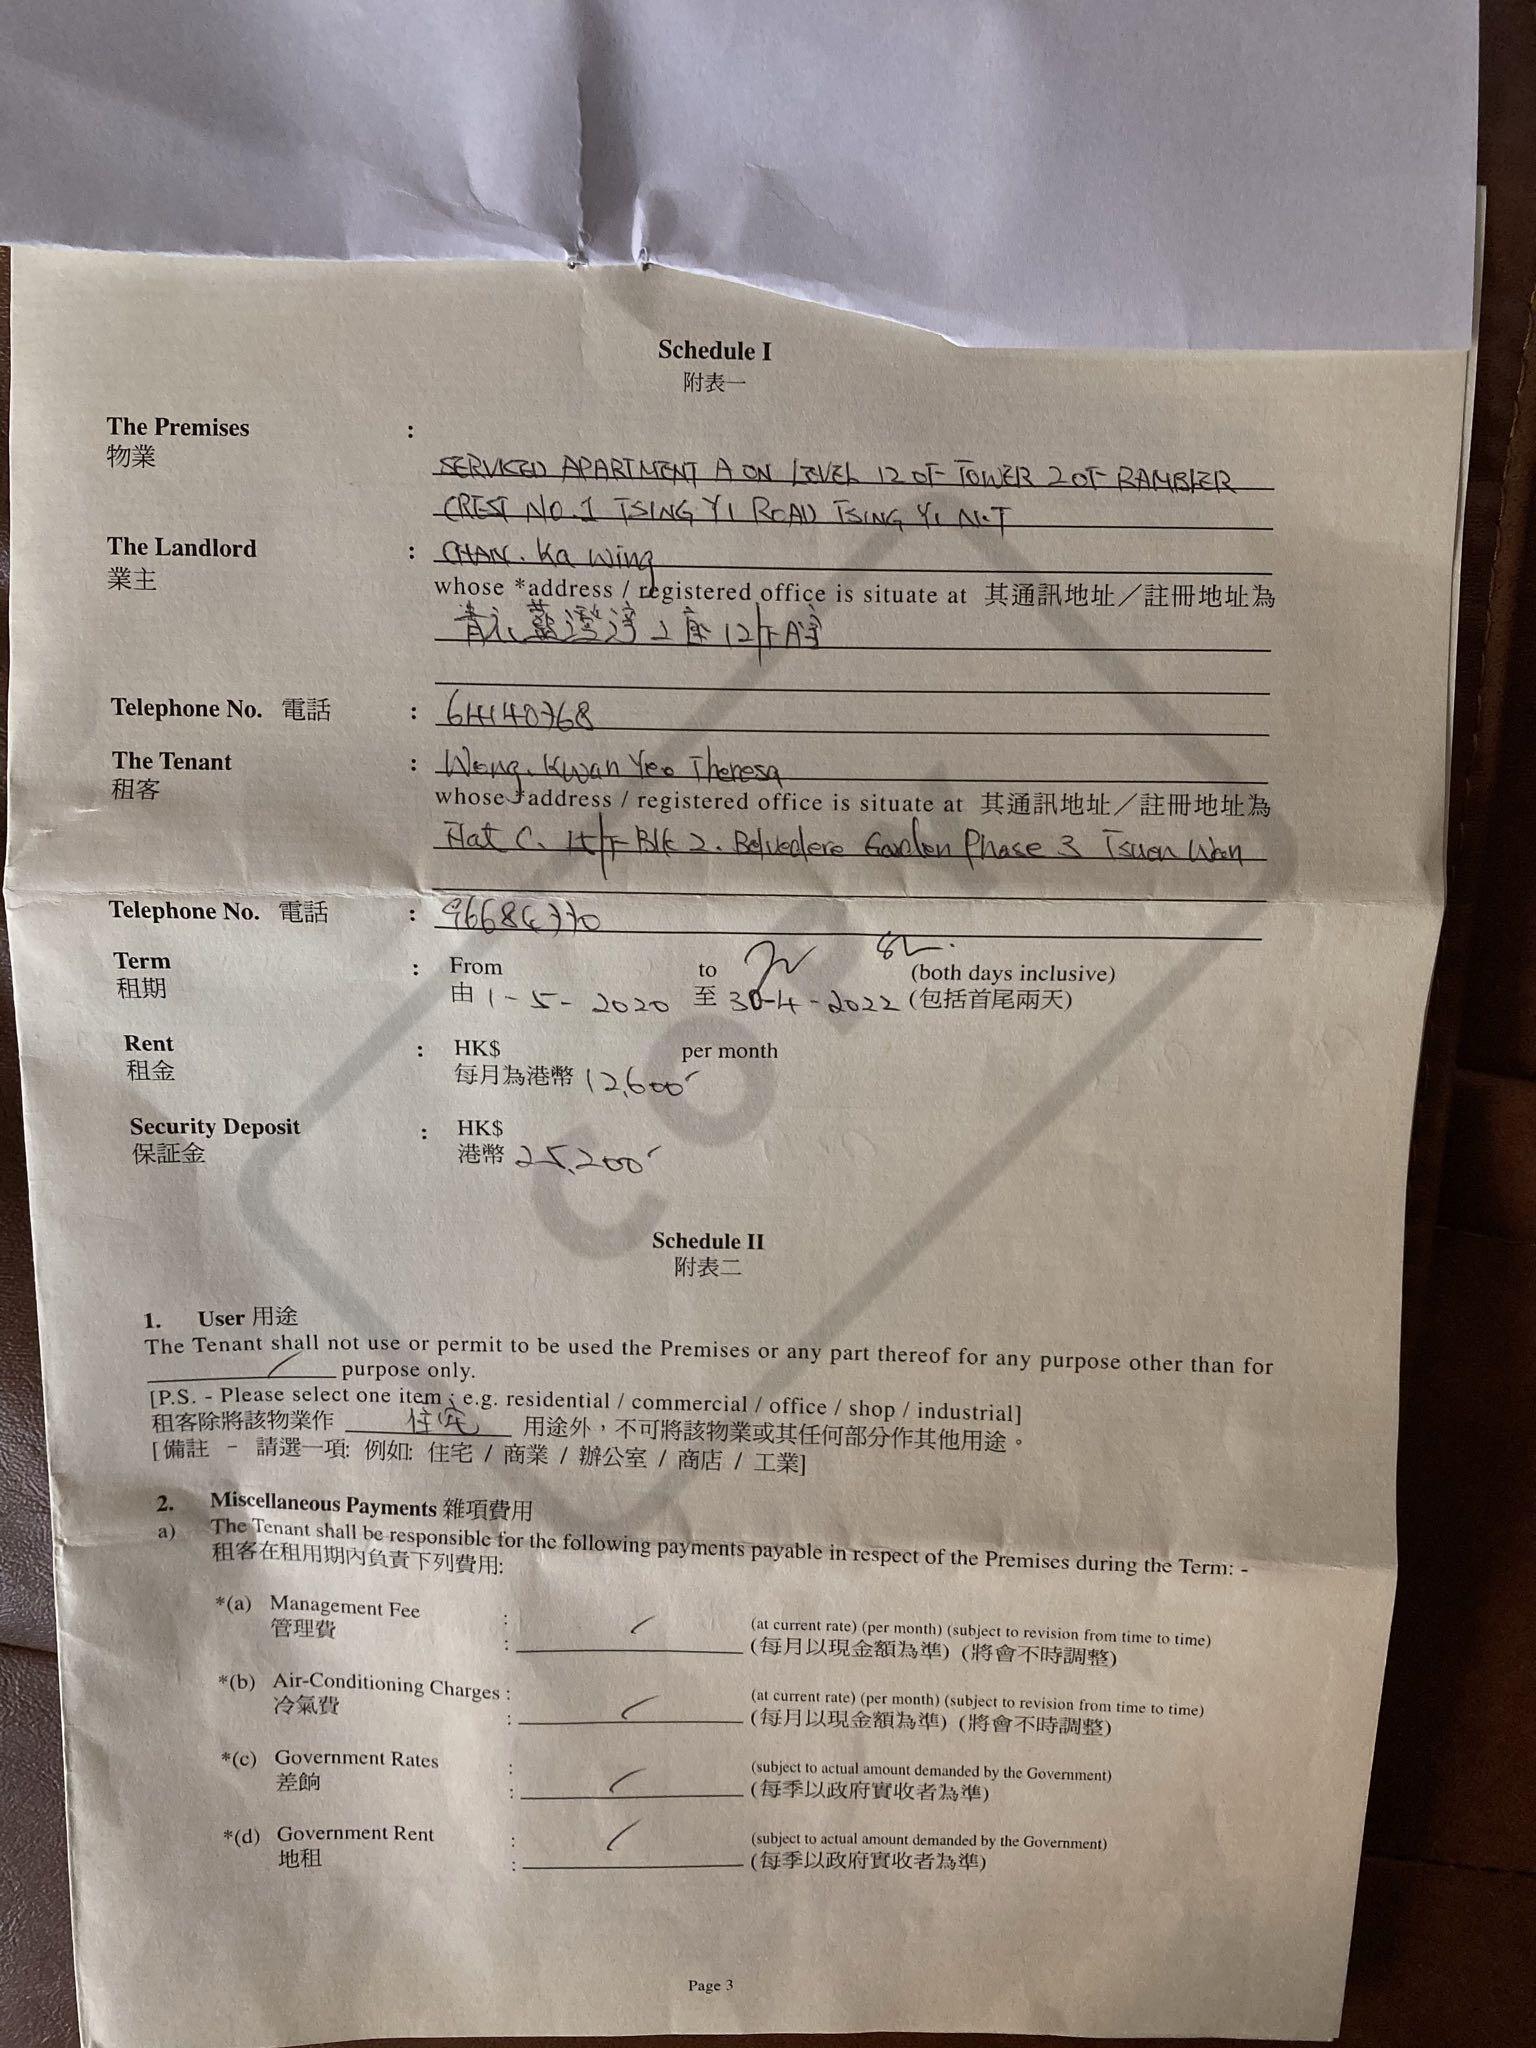 Schedule I
附表一
The Premises :
物業
SERVICED APARTMENT A ON LEVEL 12 OF TOWER 2 OF RAMBLER
CREST NO.1 TSING YI ROAD TSING YI N.T
The Landlord : CHAN. Ka Wing
業主
whose *address / registered office is situate at 其通訊地址／註冊地址為
青衣藍澄灣2座12/F A室
Telephone No. 電話 :
The Tenant : Wong. Kwan Yee Theresa
租客
whose *address / registered office is situate at 其通訊地址／註冊地址為
Flat C. Blk 2. Belvedere Garden Phase 3 Tsuen Wan
Telephone No. 電話 :
Term : From to (both days inclusive)
租期 由 1-5-2020 至 30-4-2022 (包括首尾兩天)
Rent : HK$ per month
租金 每月為港幣 12,600
Security Deposit : HK$
保証金 港幣 25,200
COPY
Schedule II
附表二
1. User 用途
The Tenant shall not use or permit to be used the Premises or any part thereof for any purpose other than for
purpose only.
[P.S. - Please select one item ; e.g. residential / commercial / office / shop / industrial]
租客除將該物業作 住宅 用途外，不可將該物業或其任何部分作其他用途。
[備註 - 請選一項: 例如: 住宅 / 商業 / 辦公室 / 商店 / 工業]
2. Miscellaneous Payments 雜項費用
a) The Tenant shall be responsible for the following payments payable in respect of the Premises during the Term: -
租客在租用期內負責下列費用:
*(a) Management Fee : (at current rate) (per month) (subject to revision from time to time)
管理費 : (每月以現金額為準) (將會不時調整)
*(b) Air-Conditioning Charges : (at current rate) (per month) (subject to revision from time to time)
冷氣費 : (每月以現金額為準) (將會不時調整)
*(c) Government Rates : (subject to actual amount demanded by the Government)
差餉 : (每季以政府實收者為準)
*(d) Government Rent : (subject to actual amount demanded by the Government)
地租 : (每季以政府實收者為準)
Page 3